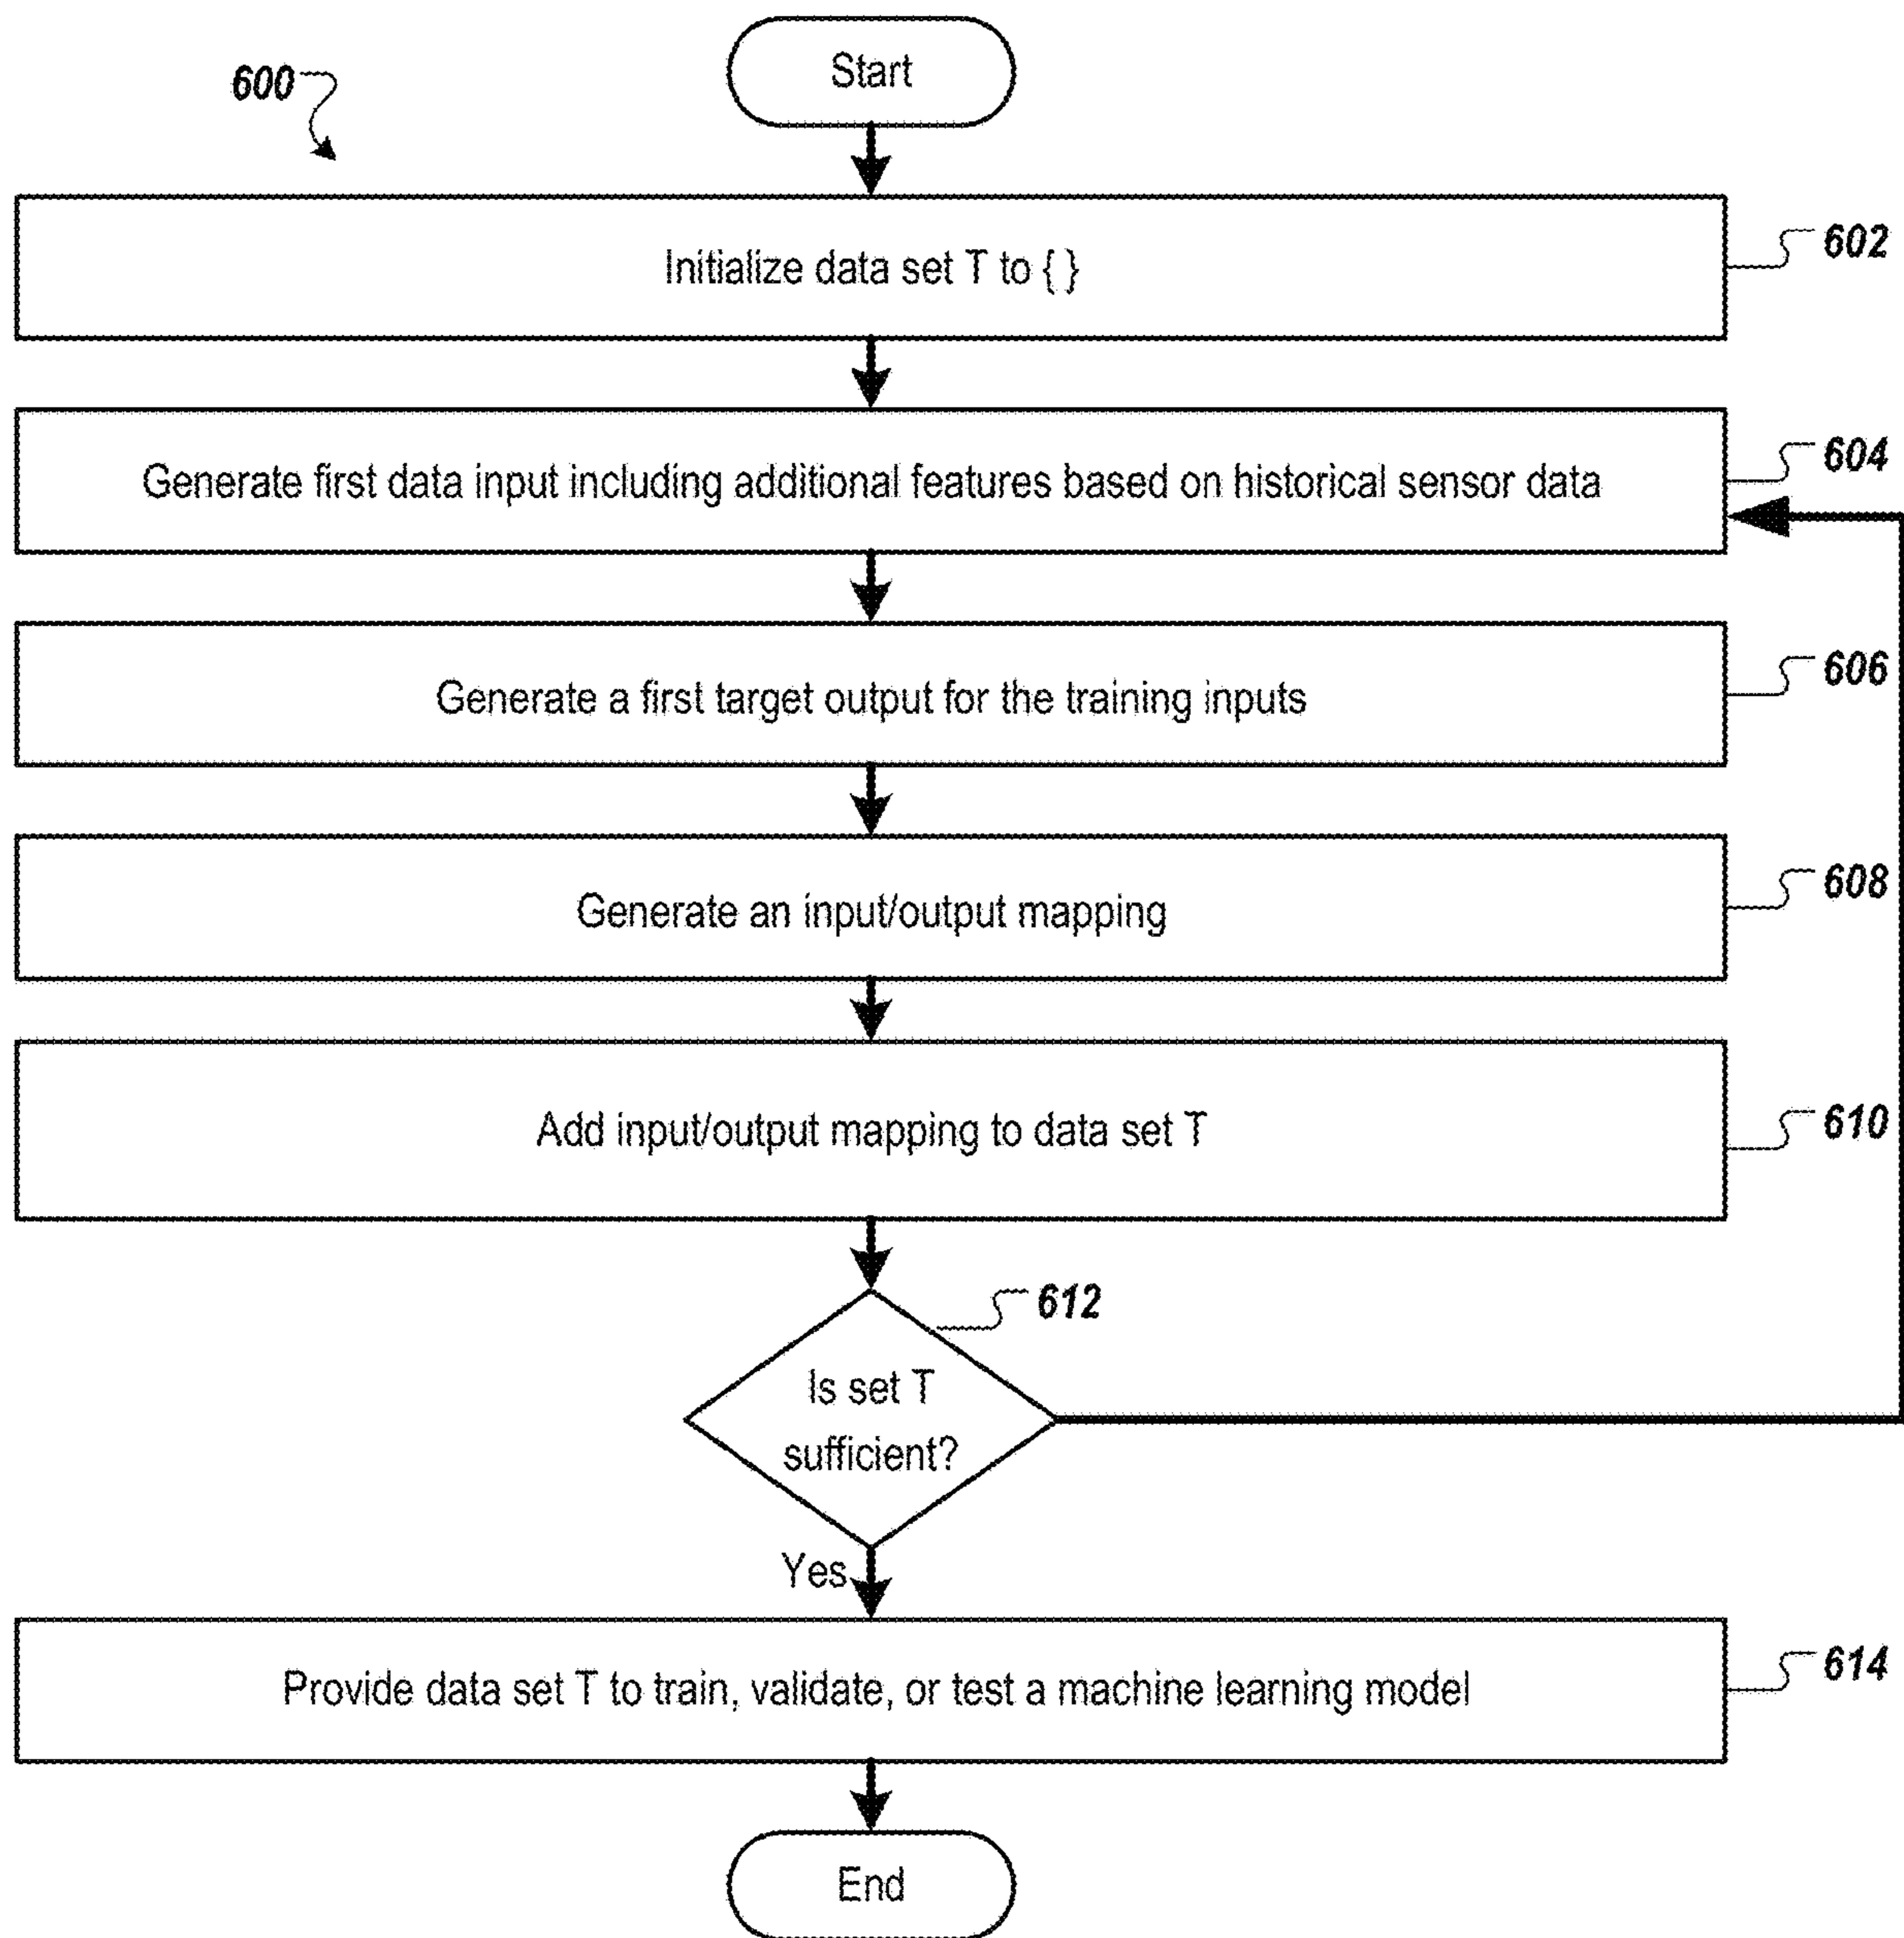 Start
600
Initialize data set T to { }
602
Generate first data input including additional features based on historical sensor data
604
Generate a first target output for the training inputs
606
Generate an input/output mapping
608
Add input/output mapping to data set T
610
612
Is set T
sufficient?
Yes
Provide data set T to train, validate, or test a machine learning model
614
End